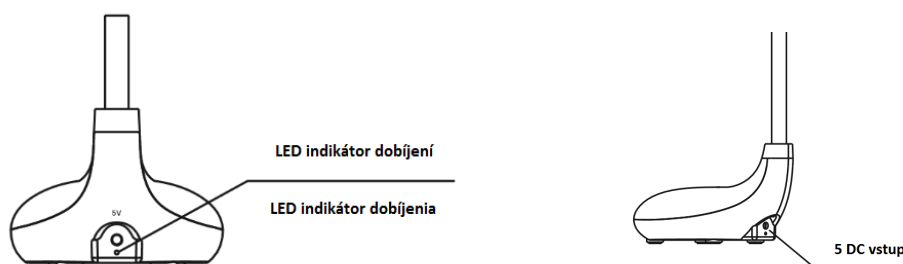 LED indikátor dobíjení
LED indikátor dobíjenia
5V
5 DC vstup